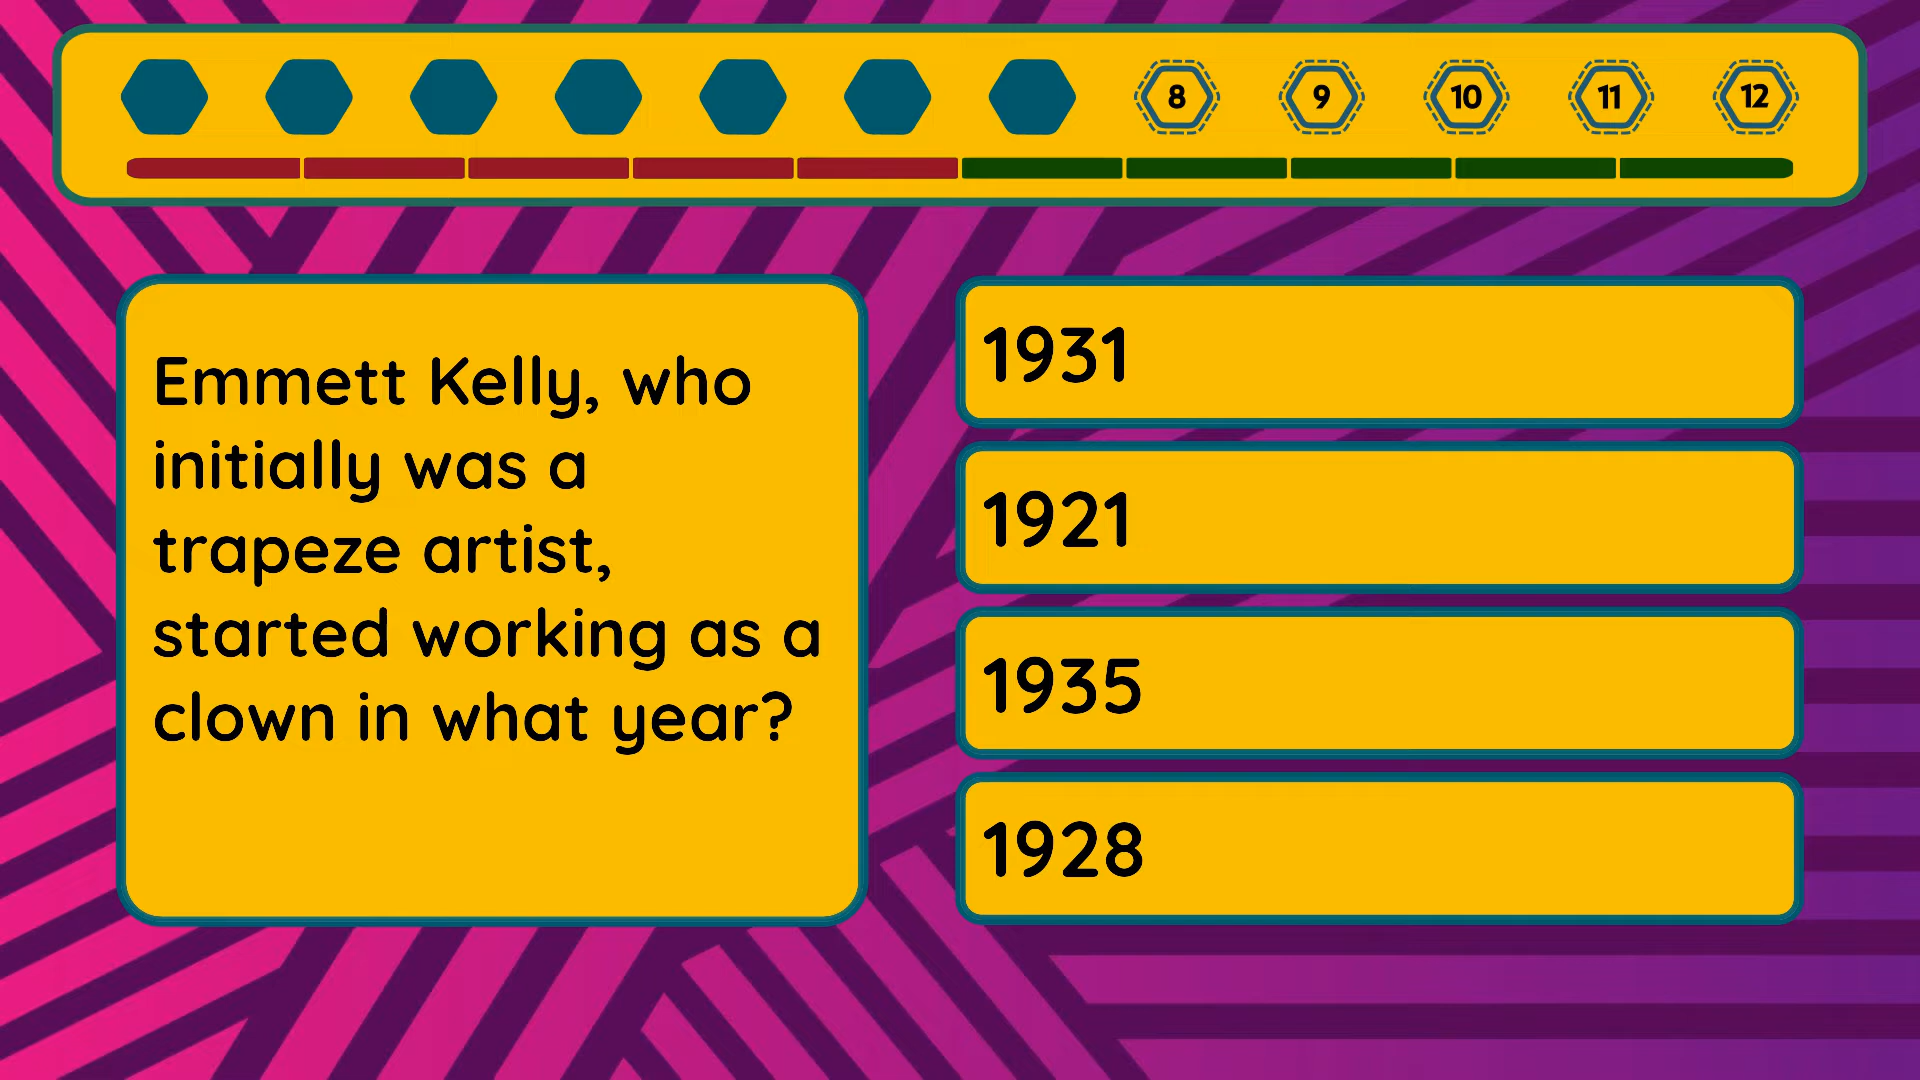 8 9 10 11 12
Emmett Kelly, who
initially was a
trapeze artist,
started working as a
clown in what year?
1931
1921
1935
1928